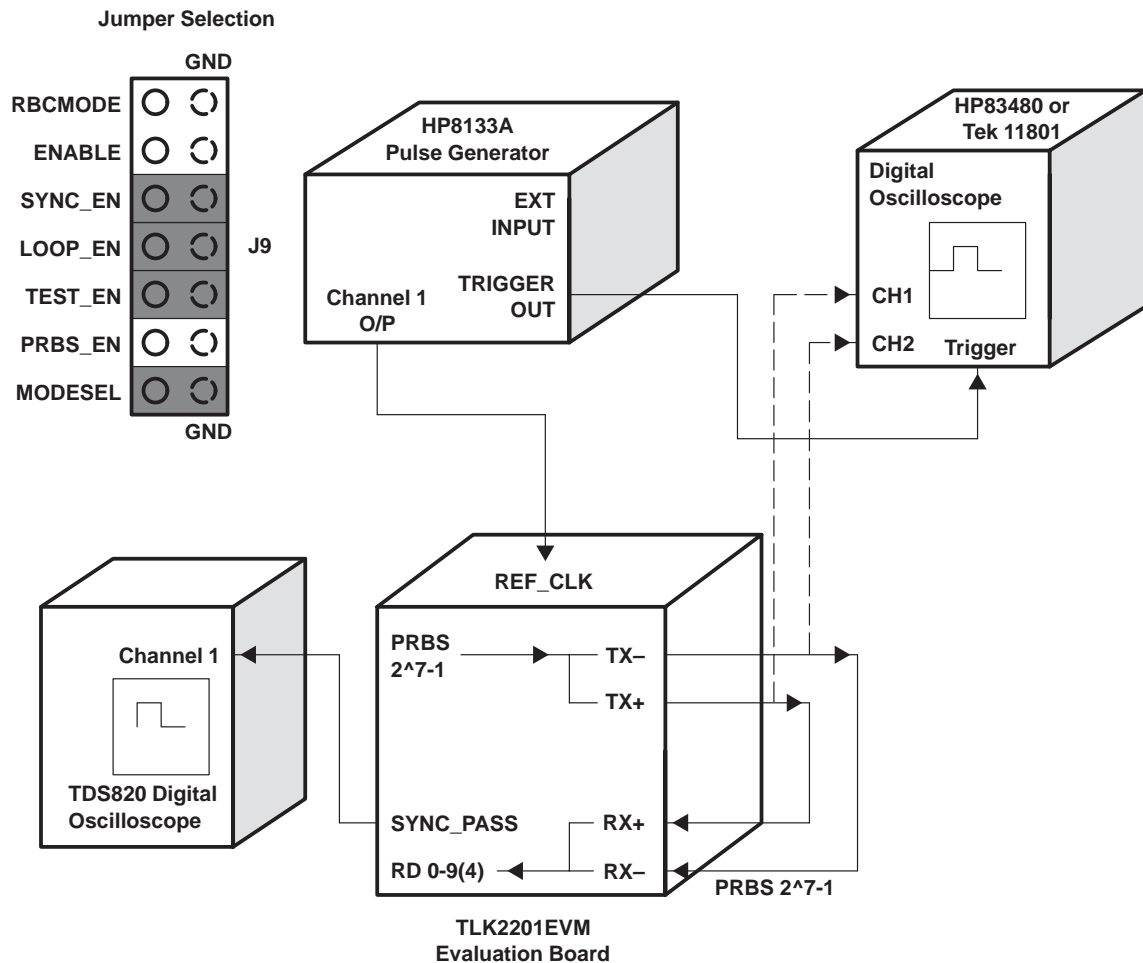 Jumper Selection
GND
RBCMODE
ENABLE
SYNC_EN
LOOP_EN
TEST_EN
PRBS_EN
MODESEL
J9
GND
HP8133A
Pulse Generator
EXT
INPUT
TRIGGER
OUT
Channel 1
O/P
HP83480 or
Tek 11801
Digital
Oscilloscope
CH1
CH2
Trigger
REF_CLK
PRBS
2^7-1
TX–
TX+
SYNC_PASS
RX+
RD 0-9(4)
RX–
PRBS 2^7-1
TLK2201EVM
Evaluation Board
Channel 1
TDS820 Digital
Oscilloscope